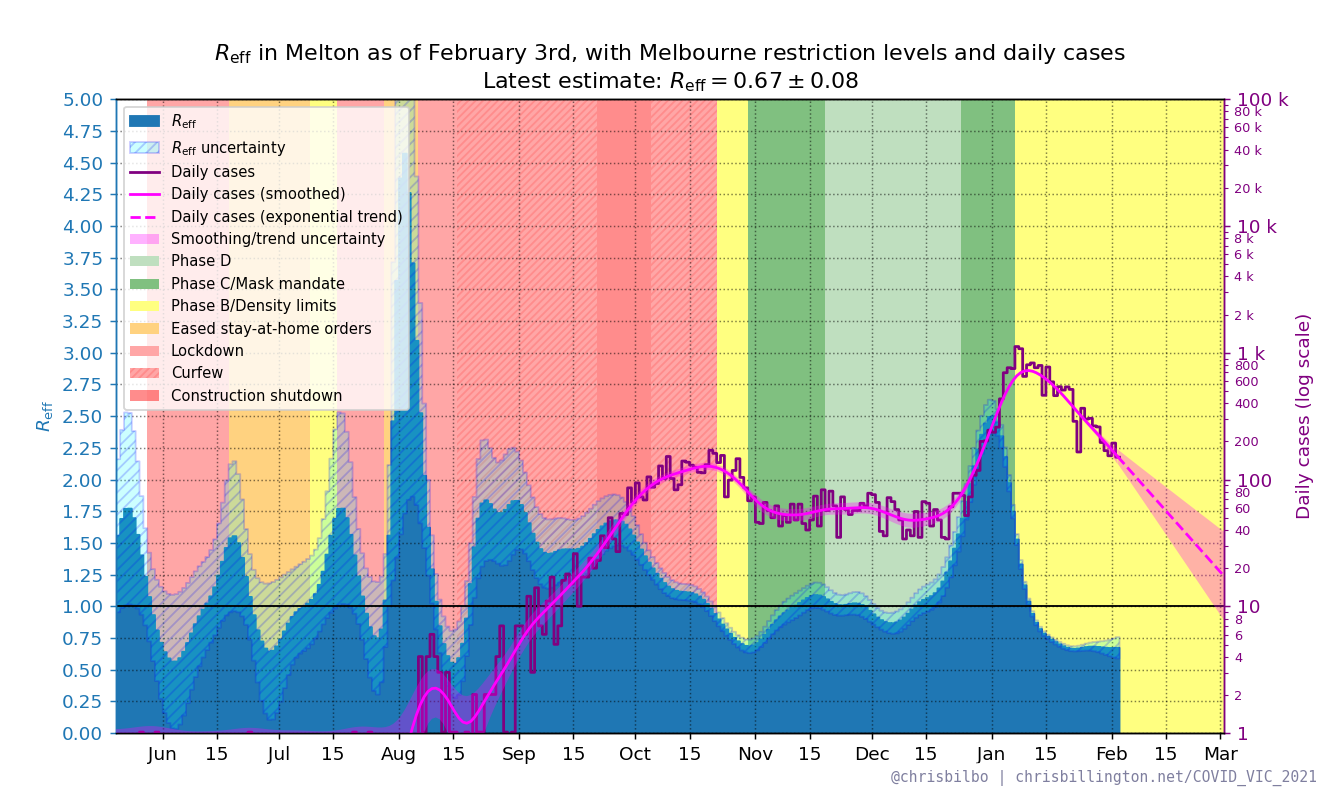 Reff in Melton as of February 3rd, with Melbourne restriction levels and daily cases
Latest estimate: Reff = 0.67 ± 0.08
Reff
5.00
4.75
4.50
4.25
4.00
3.75
3.50
3.25
3.00
2.75
2.50
2.25
2.00
1.75
1.50
1.25
1.00
0.75
0.50
0.25
0.00
Reff
Reff uncertainty
Daily cases
Daily cases (smoothed)
Daily cases (exponential trend)
Smoothing/trend uncertainty
Phase D
Phase C/Mask mandate
Phase B/Density limits
Eased stay-at-home orders
Lockdown
Curfew
Construction shutdown
100 k
80 k
60 k
40 k
20 k
10 k
8 k
6 k
4 k
2 k
1 k
800
600
400
200
100
80
60
40
20
10
8
6
4
2
1
Daily cases (log scale)
Jun 15 Jul 15 Aug 15 Sep 15 Oct 15 Nov 15 Dec 15 Jan 15 Feb 15 Mar
@chrisbilbo | chrisbillington.net/COVID_VIC_2021